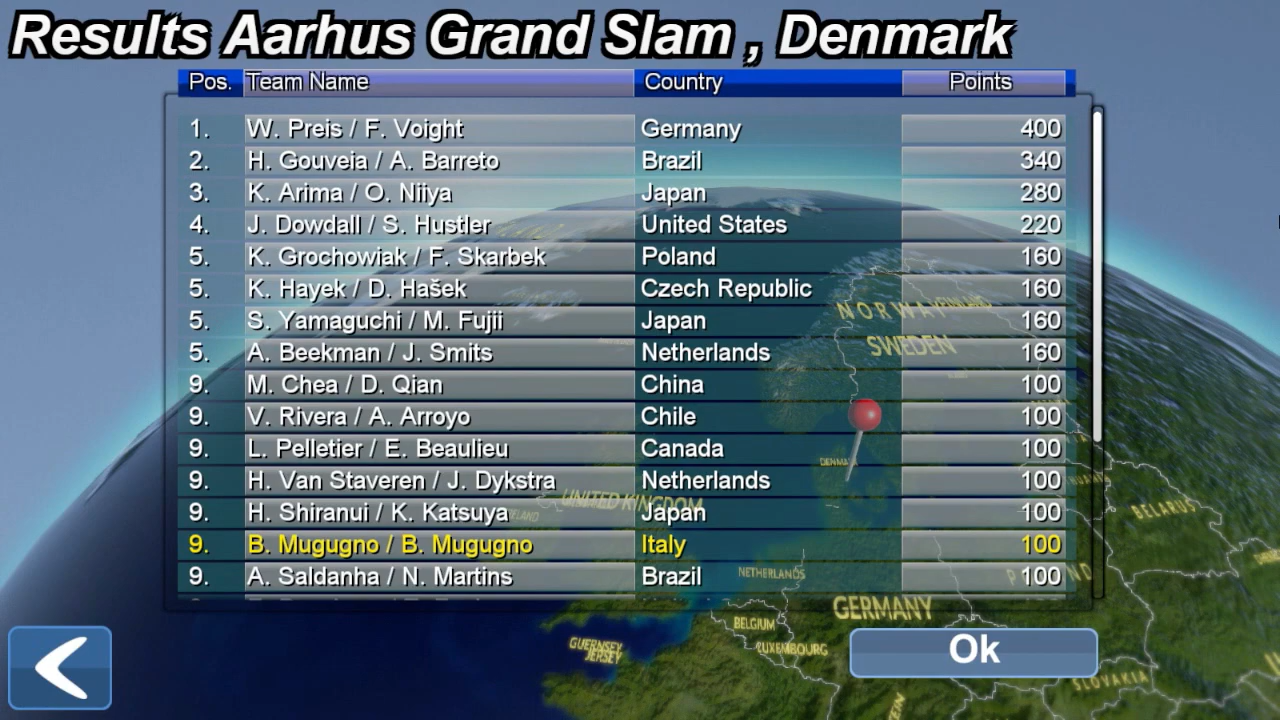 Results Aarhus Grand Slam , Denmark
Pos. Team Name Country Points
1. W. Preis / F. Voight Germany 400
2. H. Gouveia / A. Barreto Brazil 340
3. K. Arima / O. Niiya Japan 280
4. J. Dowdall / S. Hustler United States 220
5. K. Grochowiak / F. Skarbek Poland 160
5. K. Hayek / D. Hašek Czech Republic 160
5. S. Yamaguchi / M. Fujii Japan 160
5. A. Beekman / J. Smits Netherlands 160
9. M. Chea / D. Qian China 100
9. V. Rivera / A. Arroyo Chile 100
9. L. Pelletier / E. Beaulieu Canada 100
9. H. Van Staveren / J. Dykstra Netherlands 100
9. H. Shiranui / K. Katsuya Japan 100
9. B. Mugugno / B. Mugugno Italy 100
9. A. Saldanha / N. Martins Brazil 100
NORWAY
SWEDEN
DENMARK
UNITED KINGDOM
BELARUS
NETHERLANDS
GERMANY
BELGIUM
GUERNSEY
JERSEY
LUXEMBOURG
SLOVAKIA
Ok